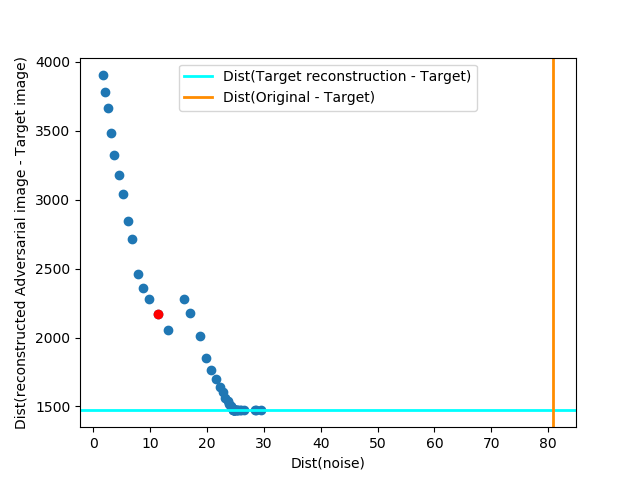 Dist(reconstructed Adversarial image - Target image)
4000
3500
3000
2500
2000
1500
Dist(Target reconstruction - Target)
Dist(Original - Target)
0 10 20 30 40 50 60 70 80
Dist(noise)